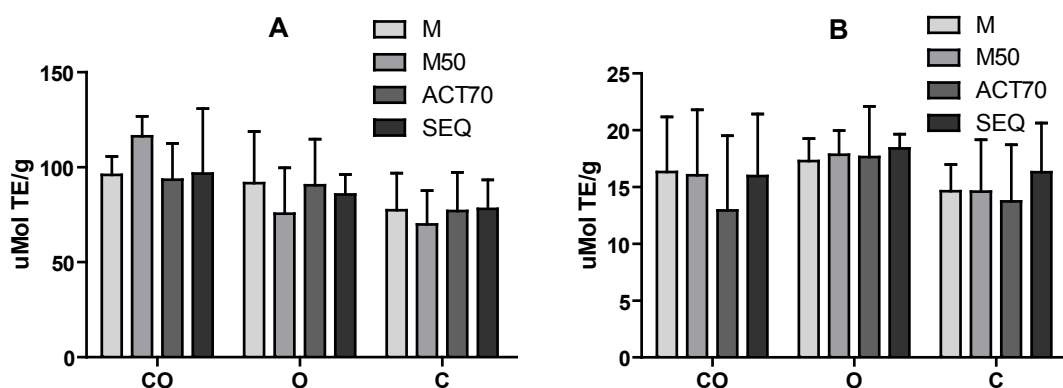 A
M
M50
ACT70
SEQ
150
100
50
0
uMol TE/g
CO O C
B
M
M50
ACT70
SEQ
25
20
15
10
5
0
uMol TE/g
CO O C